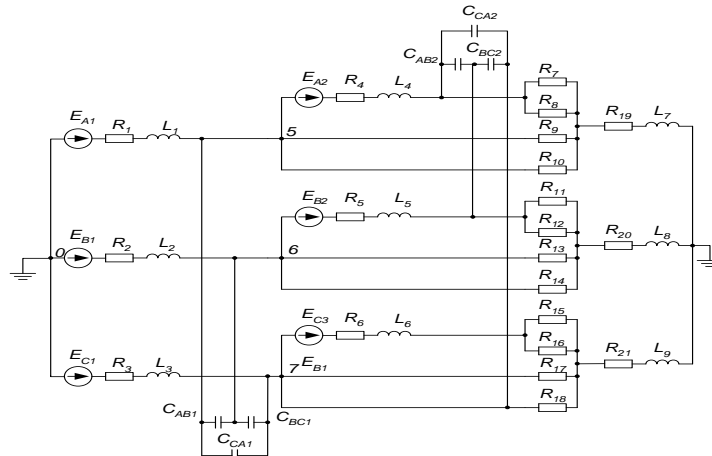 C_CA2
C_AB2
C_BC2
E_A2
R_4
L_4
R_7
R_8
E_A1
R_1
L_1
5
R_9
R_19
L_7
R_10
E_B2
R_5
L_5
R_11
R_12
0
E_B1
R_2
L_2
6
R_13
R_20
L_8
R_14
E_C3
R_6
L_6
R_15
R_16
E_C1
R_3
L_3
7
E_B1
R_17
R_21
L_9
R_18
C_AB1
C_BC1
C_CA1